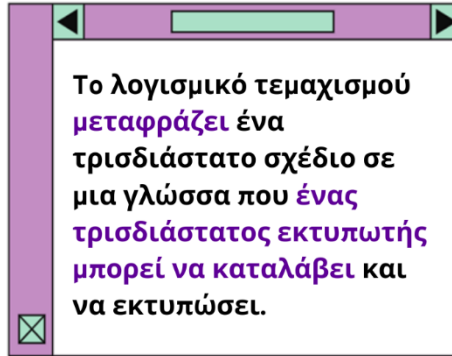 Το λογισμικό τεμαχισμού
μεταφράζει ένα
τρισδιάστατο σχέδιο σε
μια γλώσσα που ένας
τρισδιάστατος εκτυπωτής
μπορεί να καταλάβει και
να εκτυπώσει.